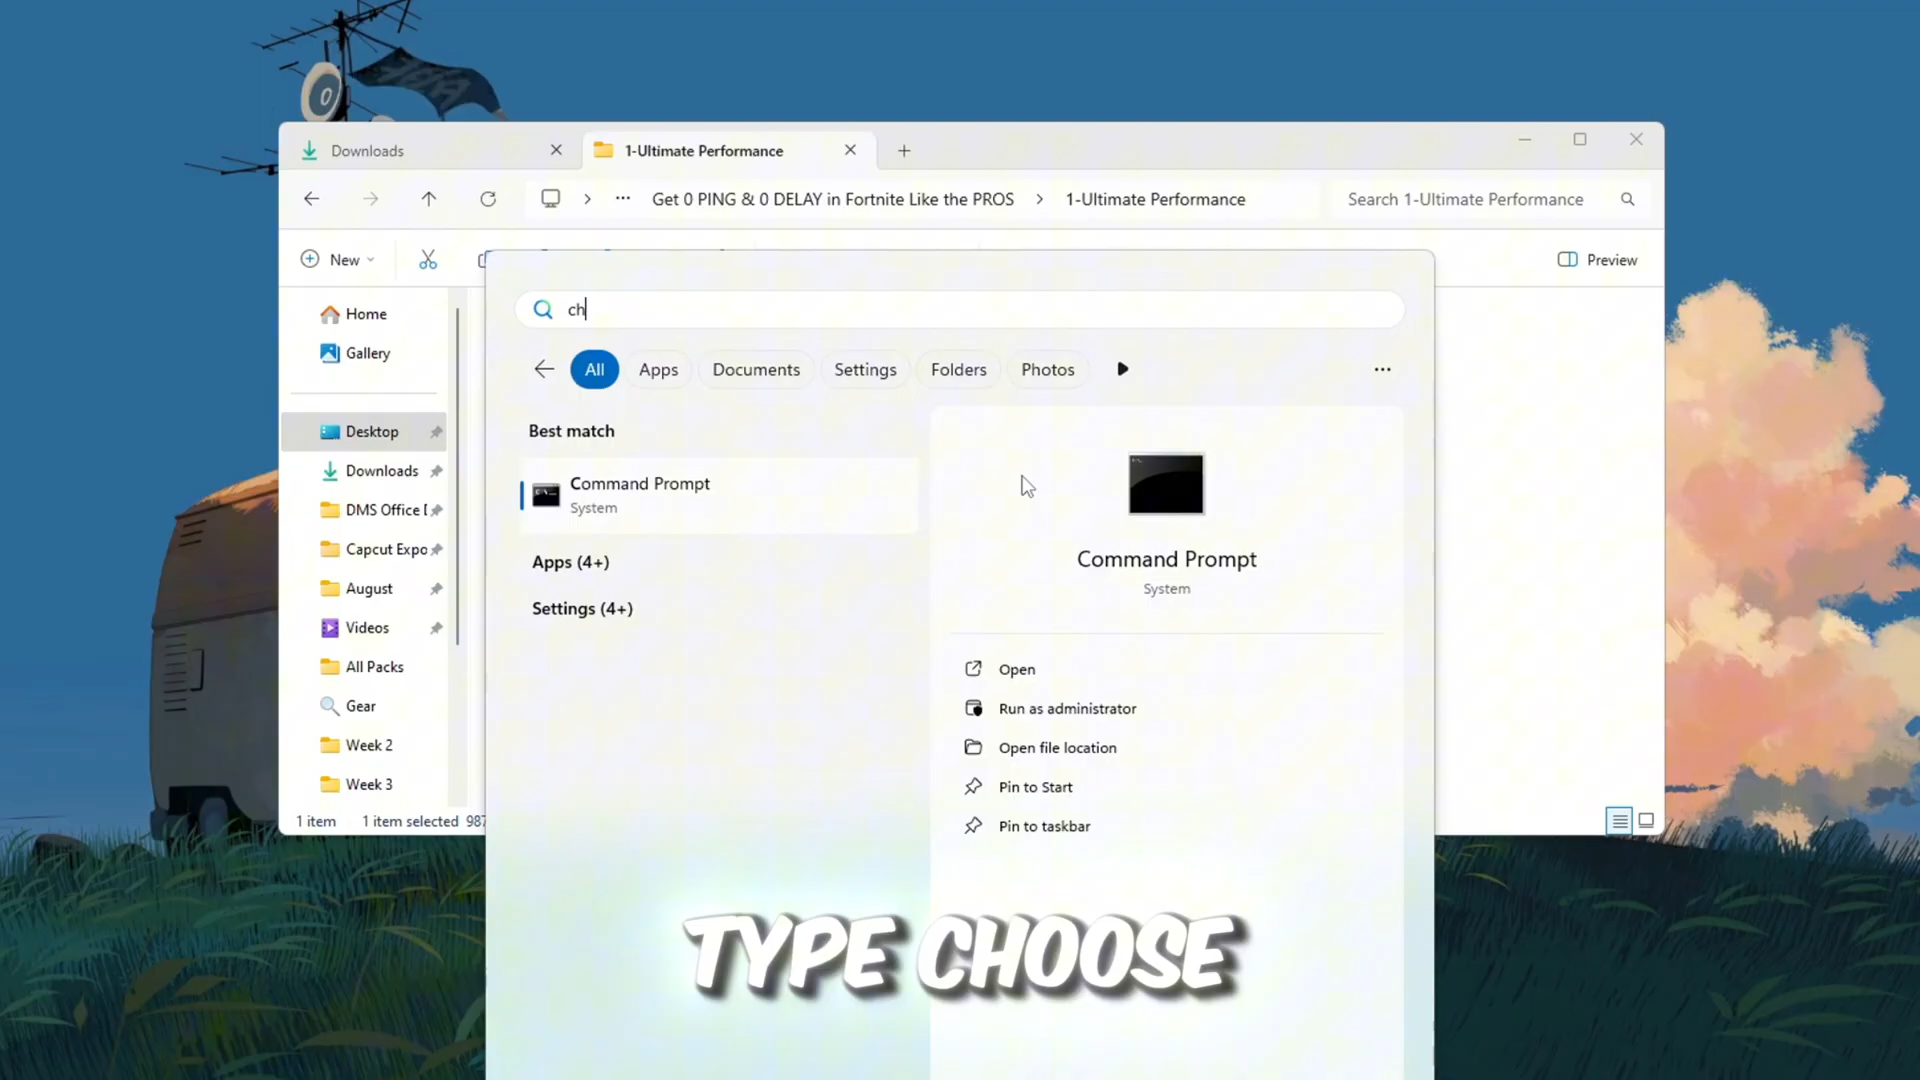 Downloads
1-Ultimate Performance
Get 0 PING & 0 DELAY in Fortnite Like the PROS
1-Ultimate Performance
Search 1-Ultimate Performance
New
Preview
ch
Home
Gallery
All
Apps
Documents
Settings
Folders
Photos
Desktop
Downloads
DMS Office
Capcut Expo
August
Videos
All Packs
Gear
Week 2
Week 3
Best match
Command Prompt
System
Apps (4+)
Settings (4+)
Command Prompt
System
Open
Run as administrator
Open file location
Pin to Start
Pin to taskbar
1 item
1 item selected 987
TYPE CHOOSE